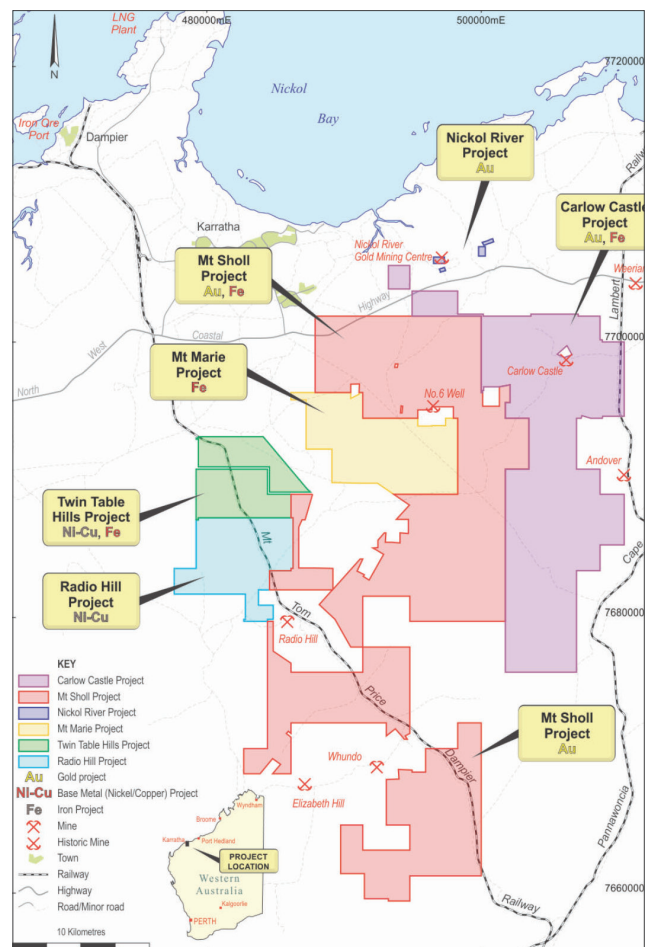 LNG
Plant
480000mE
500000mE
7720000
N
Nickol
Bay
Iron Ore
Port
Dampier
Nickol River
Project
Au
Railway
Carlow Castle
Project
Au, Fe
Karratha
Nickol River
Gold Mining Centre
Mt Sholl
Project
Au, Fe
Lambert
Highway
Coastal
West
North
7700000
Mt Marie
Project
Fe
Carlow Castle
No.6 Well
Andover
Twin Table
Hills Project
Ni-Cu, Fe
Mt
Cape
Radio Hill
Project
Ni-Cu
Tom
7680000
Radio Hill
KEY
Carlow Castle Project
Mt Sholl Project
Nickol River Project
Mt Marie Project
Twin Table Hills Project
Radio Hill Project
Au Gold project
Ni-Cu Base Metal (Nickel/Copper) Project
Fe Iron Project
Mine
Historic Mine
Town
Railway
Highway
Road/Minor road
10 Kilometres
Price
Dampier
Mt Sholl
Project
Au
Whundo
Elizabeth Hill
Pannawonica
Railway
7660000
Wyndham
Broome
Port Hedland
Karratha
PROJECT
LOCATION
Western
Australia
Kalgoorlie
PERTH